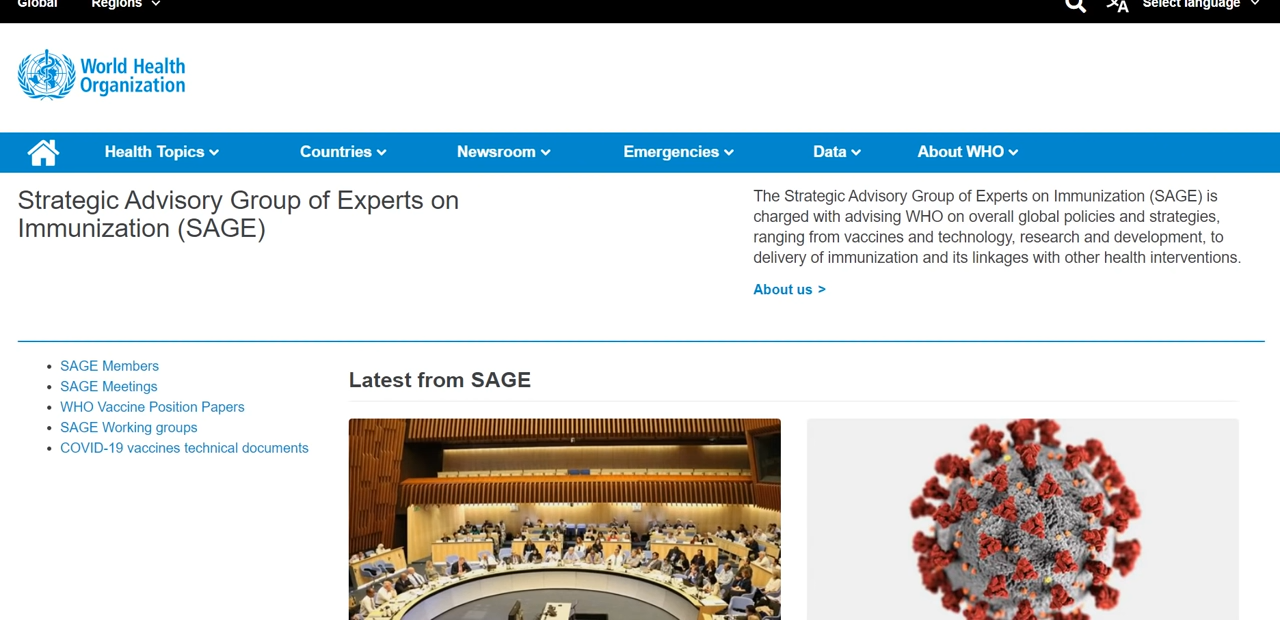 Global
Regions
Select language
World Health
Organization
Health Topics
Countries
Newsroom
Emergencies
Data
About WHO
Strategic Advisory Group of Experts on
Immunization (SAGE)
The Strategic Advisory Group of Experts on Immunization (SAGE) is
charged with advising WHO on overall global policies and strategies,
ranging from vaccines and technology, research and development, to
delivery of immunization and its linkages with other health interventions.
About us >
SAGE Members
SAGE Meetings
WHO Vaccine Position Papers
SAGE Working groups
COVID-19 vaccines technical documents
Latest from SAGE